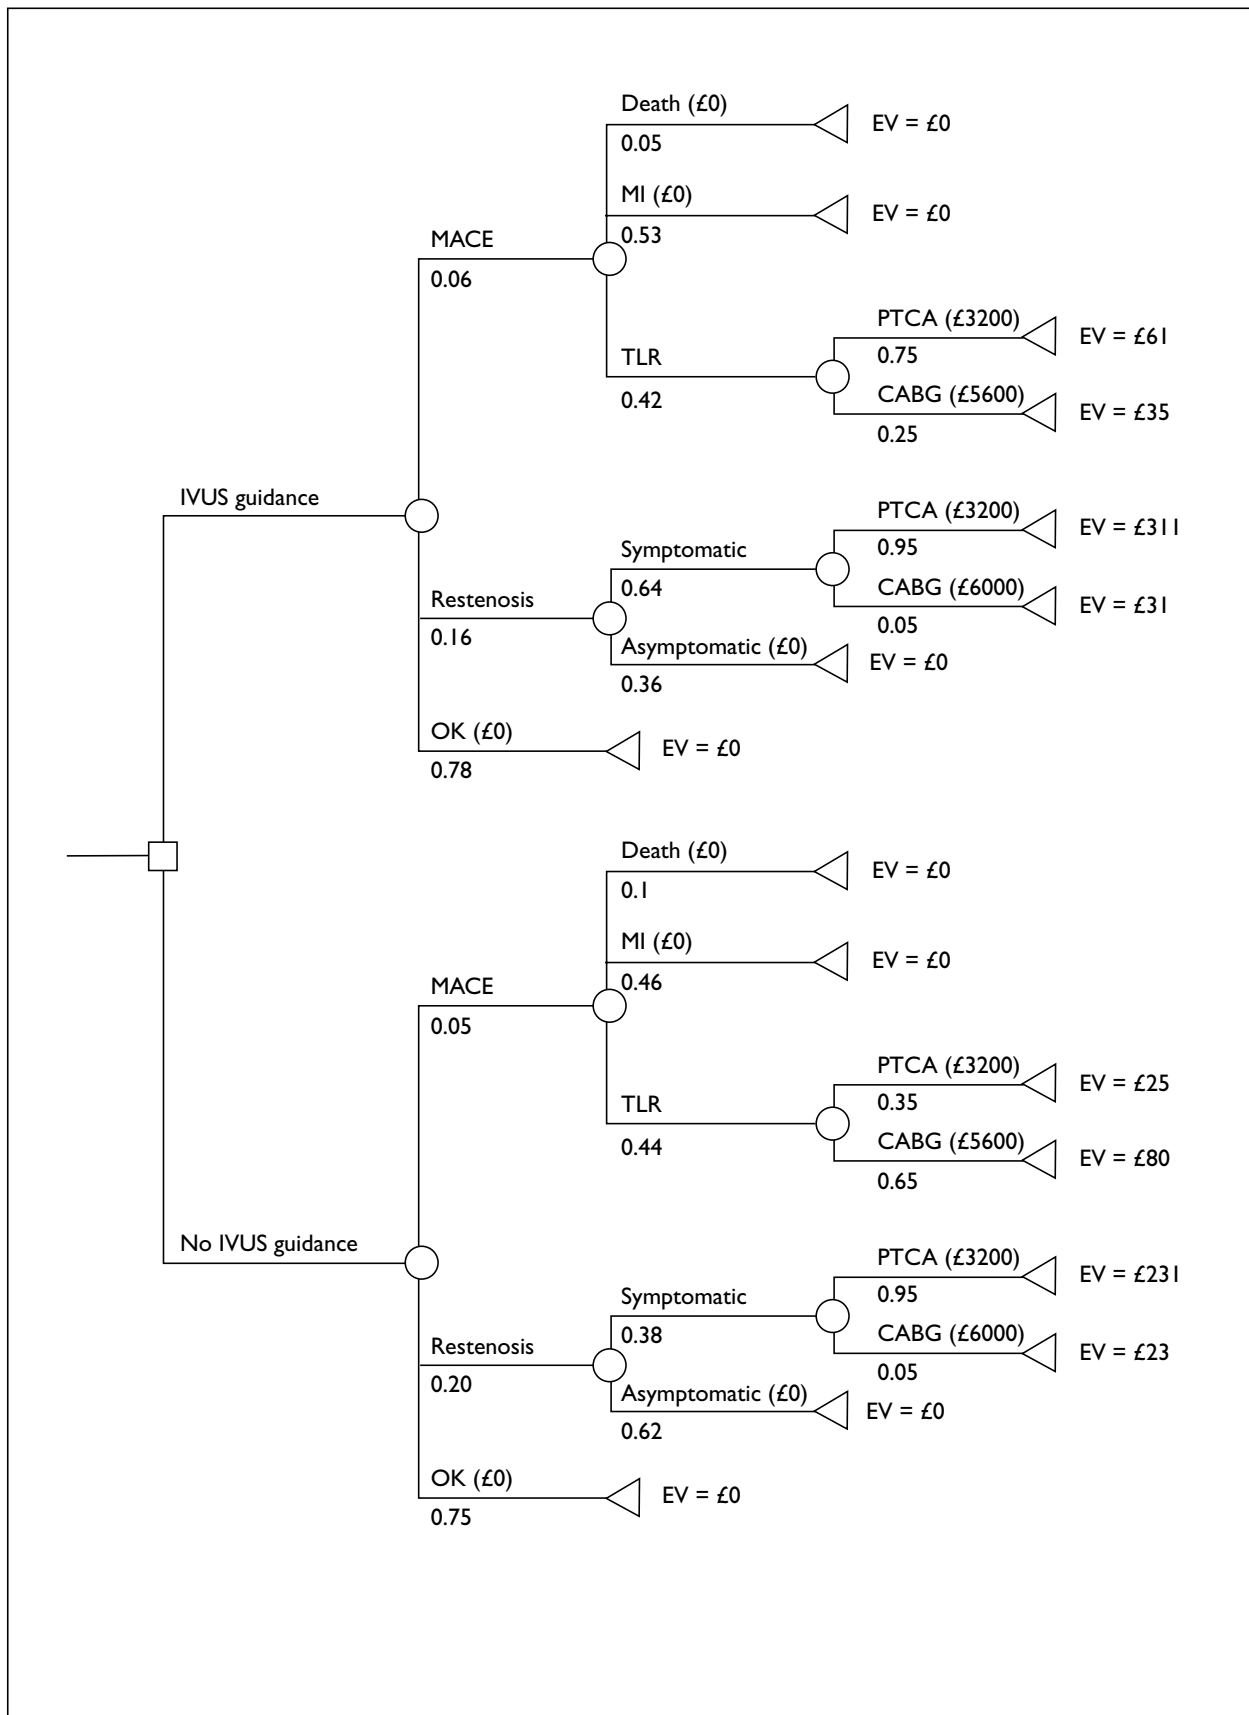 Death (£0)
0.05
EV = £0
MI (£0)
0.53
EV = £0
MACE
0.06
TLR
0.42
PTCA (£3200)
0.75
EV = £61
CABG (£5600)
0.25
EV = £35
IVUS guidance
Symptomatic
0.64
PTCA (£3200)
0.95
EV = £311
CABG (£6000)
0.05
EV = £31
Restenosis
0.16
Asymptomatic (£0)
0.36
EV = £0
OK (£0)
0.78
EV = £0
Death (£0)
0.1
EV = £0
MI (£0)
0.46
EV = £0
MACE
0.05
TLR
0.44
PTCA (£3200)
0.35
EV = £25
CABG (£5600)
0.65
EV = £80
No IVUS guidance
Symptomatic
0.38
PTCA (£3200)
0.95
EV = £231
CABG (£6000)
0.05
EV = £23
Restenosis
0.20
Asymptomatic (£0)
0.62
EV = £0
OK (£0)
0.75
EV = £0